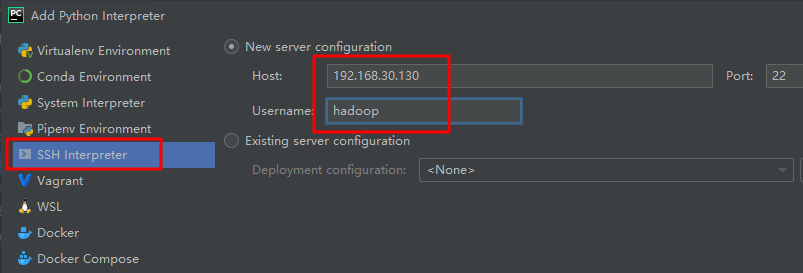 PC Add Python Interpreter
Virtualenv Environment
Conda Environment
System Interpreter
Pipenv Environment
SSH Interpreter
Vagrant
WSL
Docker
Docker Compose
New server configuration
Host: 192.168.30.130 Port: 22
Username: hadoop
Existing server configuration
Deployment configuration: <None>